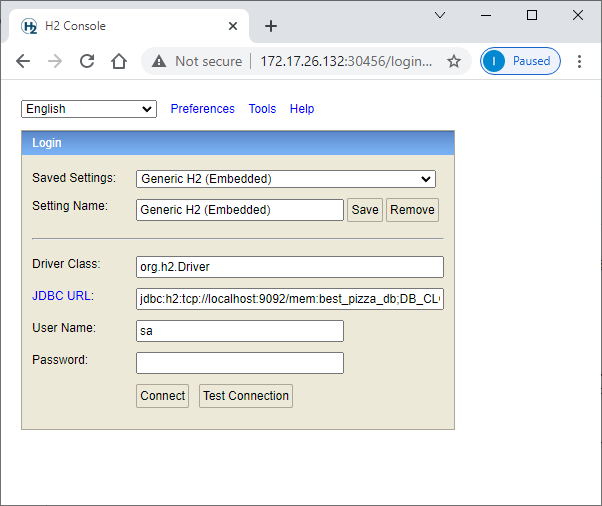 H2 H2 Console
Not secure 172.17.26.132:30456/login... I Paused
English Preferences Tools Help
Login
Saved Settings: Generic H2 (Embedded)
Setting Name: Generic H2 (Embedded) Save Remove
Driver Class: org.h2.Driver
JDBC URL: jdbc:h2:tcp://localhost:9092/mem:best_pizza_db;DB_CL
User Name: sa
Password:
Connect Test Connection